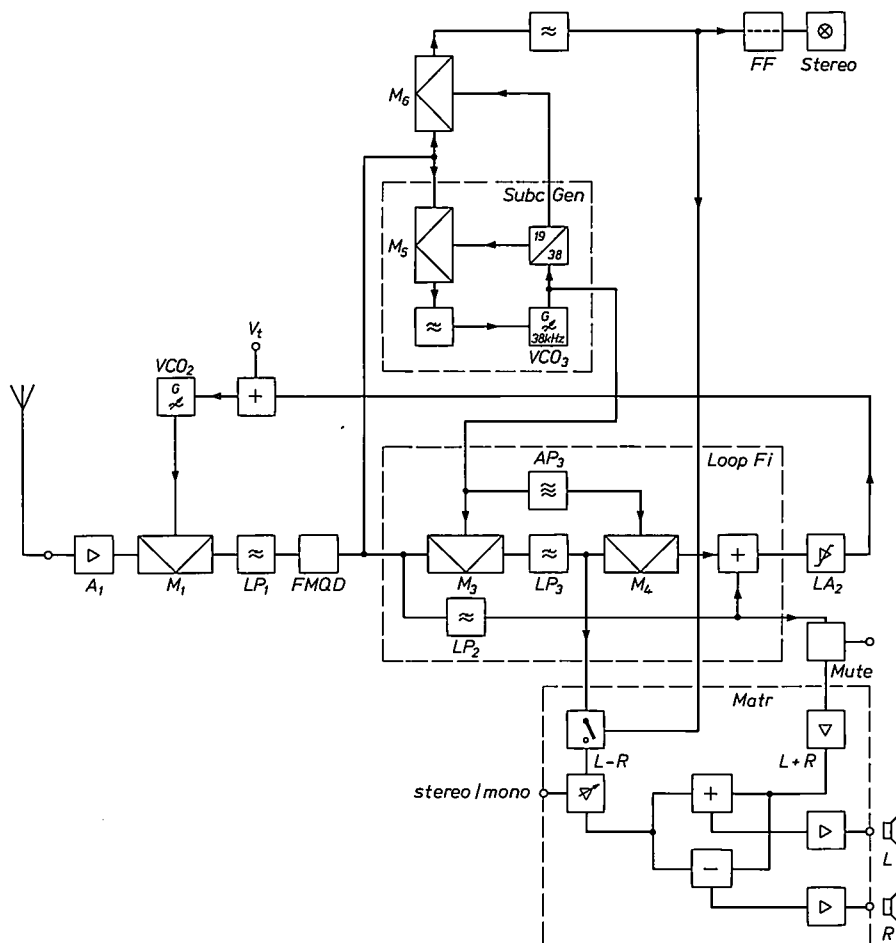 FF
Stereo
M6
Subc Gen
M5
19
38
G
38kHz
VCO3
Vt
VCO2
G
+
AP3
Loop Fi
+
A1
M1
LP1
FMQD
M3
LP3
M4
LA2
LP2
Mute
Matr
L-R
L+R
stereo/mono
+
L
-
R